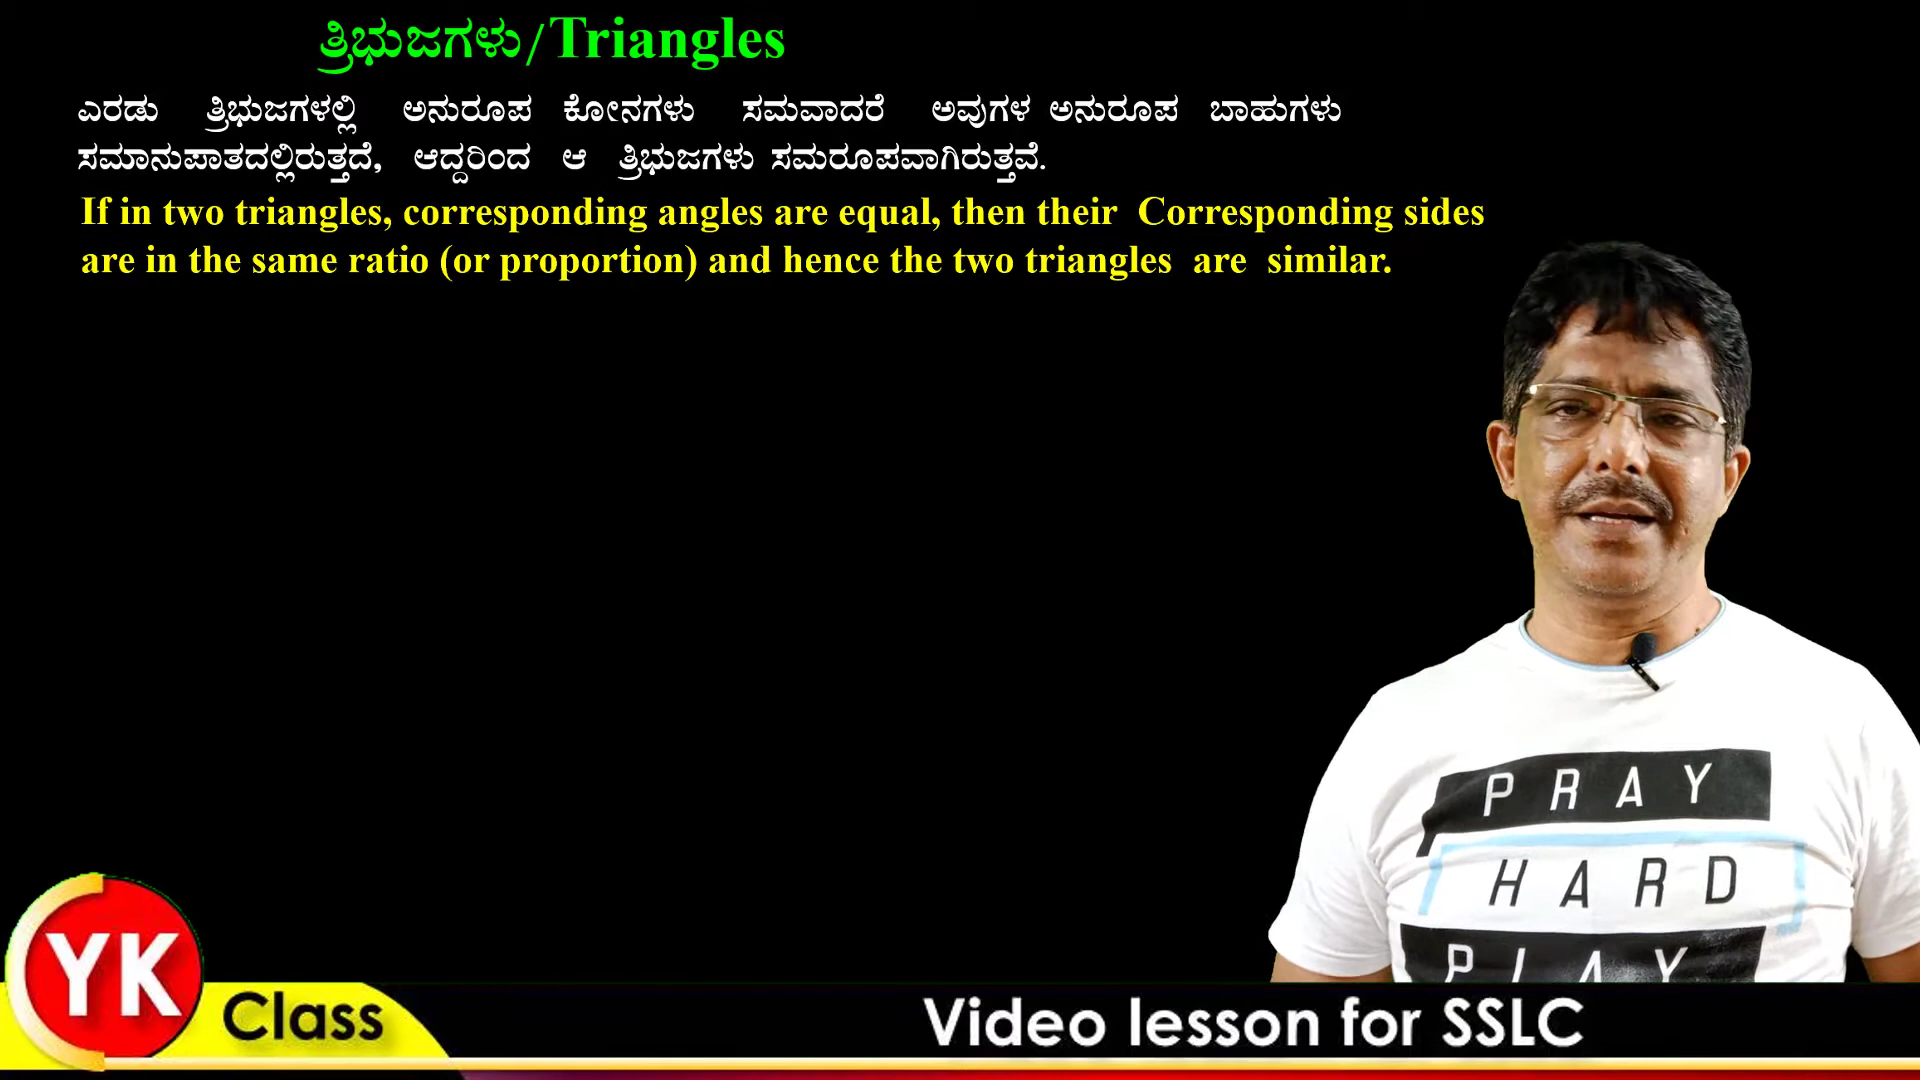 ತ್ರಿಭುಜಗಳು/Triangles
ಎರಡು ತ್ರಿಭುಜಗಳಲ್ಲಿ ಅನುರೂಪ ಕೋನಗಳು ಸಮವಾದರೆ ಅವುಗಳ ಅನುರೂಪ ಬಾಹುಗಳು
ಸಮಾನುಪಾತದಲ್ಲಿರುತ್ತದೆ, ಆದ್ದರಿಂದ ಆ ತ್ರಿಭುಜಗಳು ಸಮರೂಪವಾಗಿರುತ್ತವೆ.
If in two triangles, corresponding angles are equal, then their Corresponding sides
are in the same ratio (or proportion) and hence the two triangles are similar.
PRAY
HARD
PLAY
YK
Class
Video lesson for SSLC